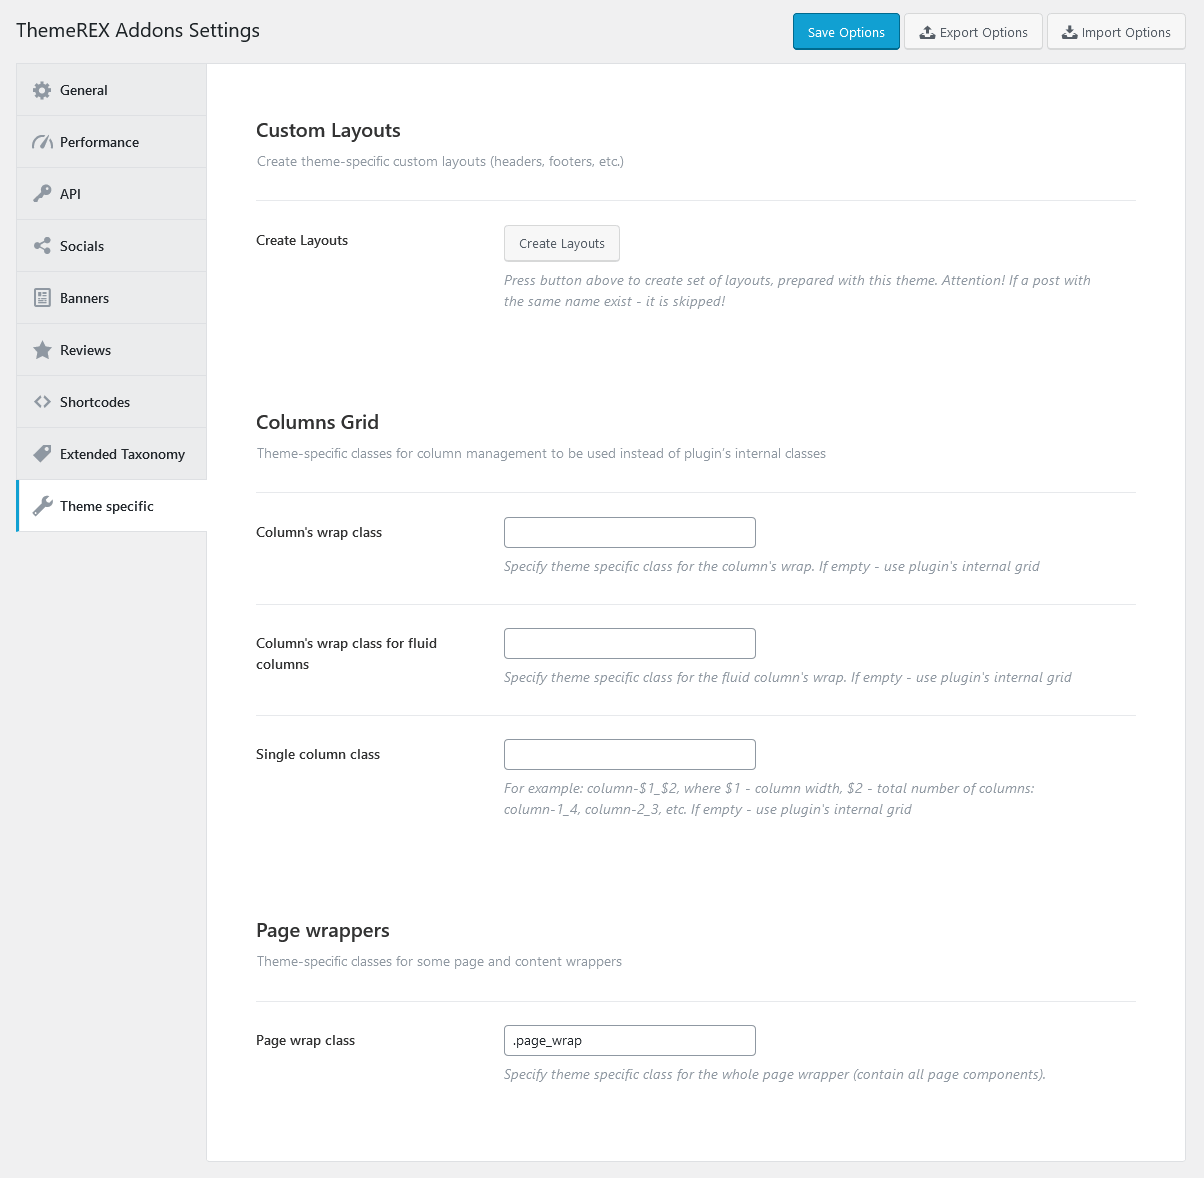 ThemeREX Addons Settings
Save Options
Export Options
Import Options
General
Performance
API
Socials
Banners
Reviews
Shortcodes
Extended Taxonomy
Theme specific
Custom Layouts
Create theme-specific custom layouts (headers, footers, etc.)
Create Layouts
Create Layouts
Press button above to create set of layouts, prepared with this theme. Attention! If a post with
the same name exist - it is skipped!
Columns Grid
Theme-specific classes for column management to be used instead of plugin's internal classes
Column's wrap class
Specify theme specific class for the column's wrap. If empty - use plugin's internal grid
Column's wrap class for fluid
columns
Specify theme specific class for the fluid column's wrap. If empty - use plugin's internal grid
Single column class
For example: column-$1_$2, where $1 - column width, $2 - total number of columns:
column-1_4, column-2_3, etc. If empty - use plugin's internal grid
Page wrappers
Theme-specific classes for some page and content wrappers
Page wrap class
.page_wrap
Specify theme specific class for the whole page wrapper (contain all page components).